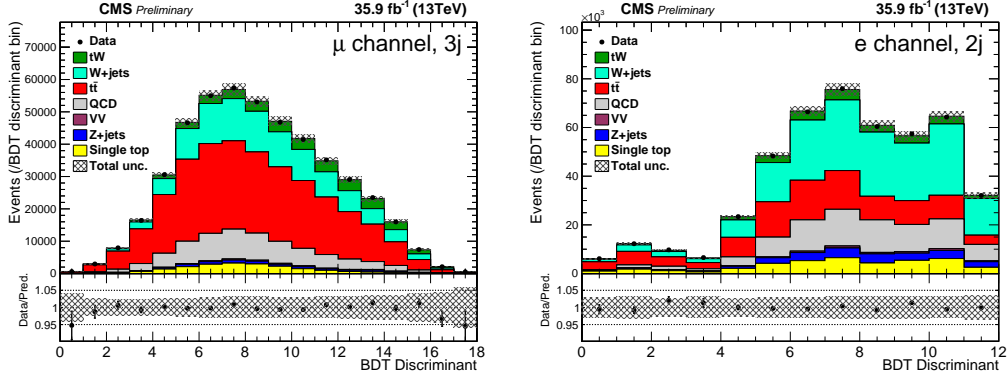 CMS Preliminary 35.9 fb⁻¹ (13TeV)
μ channel, 3j
Events (/BDT discriminant bin)
70000
60000
50000
40000
30000
20000
10000
0
Data
tW
W+jets
tt̄
QCD
VV
Z+jets
Single top
Total unc.
Data/Pred.
1.05
1
0.95
0 2 4 6 8 10 12 14 16 18
BDT Discriminant
CMS Preliminary 35.9 fb⁻¹ (13TeV)
×10³
e channel, 2j
Events (/BDT discriminant bin)
100
80
60
40
20
0
Data
tW
W+jets
tt̄
QCD
VV
Z+jets
Single top
Total unc.
Data/Pred.
1.05
1
0.95
0 2 4 6 8 10 12
BDT Discriminant